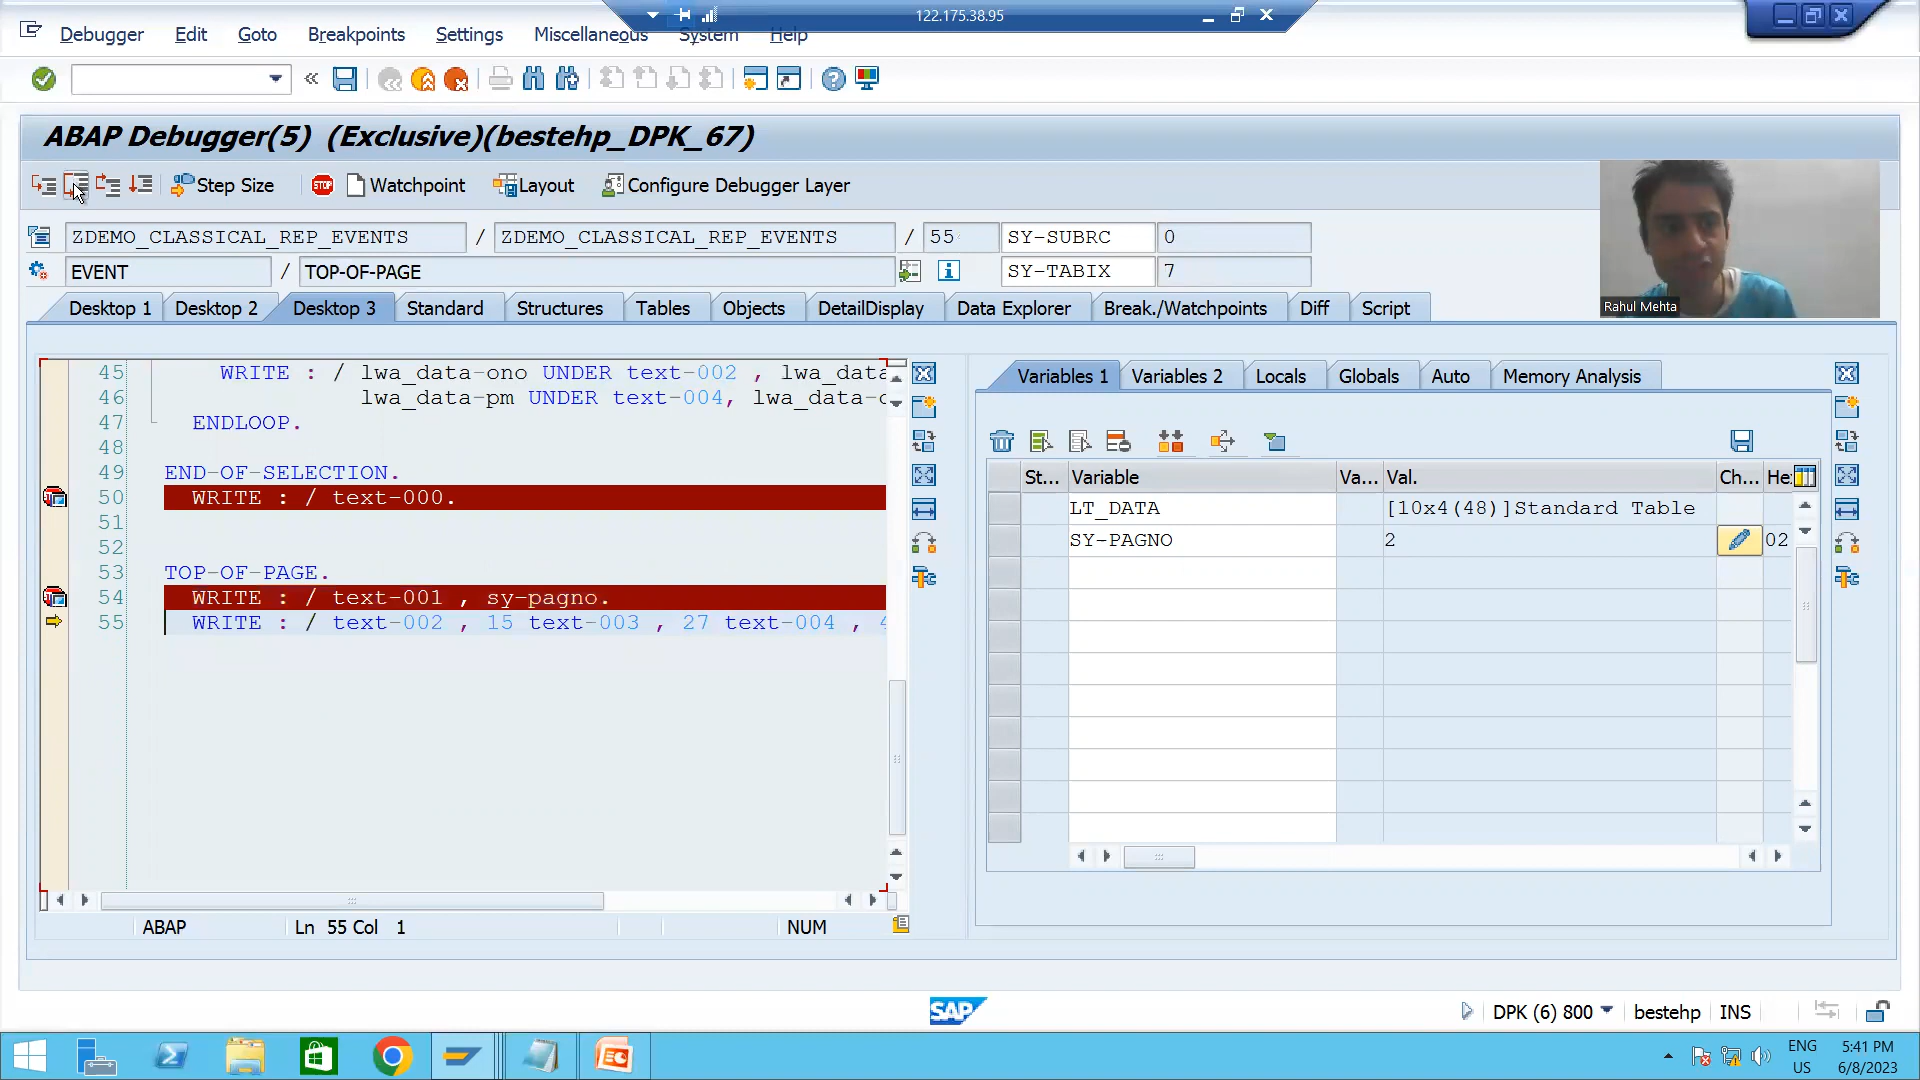 122.175.38.95
Debugger Edit Goto Breakpoints Settings Miscellaneous System Help
ABAP Debugger(5) (Exclusive)(bestehp_DPK_67)
Step Size STOP Watchpoint Layout Configure Debugger Layer
ZDEMO_CLASSICAL_REP_EVENTS / ZDEMO_CLASSICAL_REP_EVENTS / 55 SY-SUBRC 0
EVENT / TOP-OF-PAGE SY-TABIX 7
Rahul Mehta
Desktop 1 Desktop 2 Desktop 3 Standard Structures Tables Objects DetailDisplay Data Explorer Break./Watchpoints Diff Script
45 WRITE : / lwa_data-ono UNDER text-002 , lwa_data
46 lwa_data-pm UNDER text-004, lwa_data-
47 ENDLOOP.
48
49 END-OF-SELECTION.
50 WRITE : / text-000.
51
52
53 TOP-OF-PAGE.
54 WRITE : / text-001 , sy-pagno.
55 WRITE : / text-002 , 15 text-003 , 27 text-004 , 4
ABAP Ln 55 Col 1 NUM
Variables 1 Variables 2 Locals Globals Auto Memory Analysis
St... Variable Va... Val. Ch... He
LT_DATA [10x4(48)]Standard Table
SY-PAGNO 2 02
SAP DPK (6) 800 bestehp INS
ENG 5:41 PM
US 6/8/2023